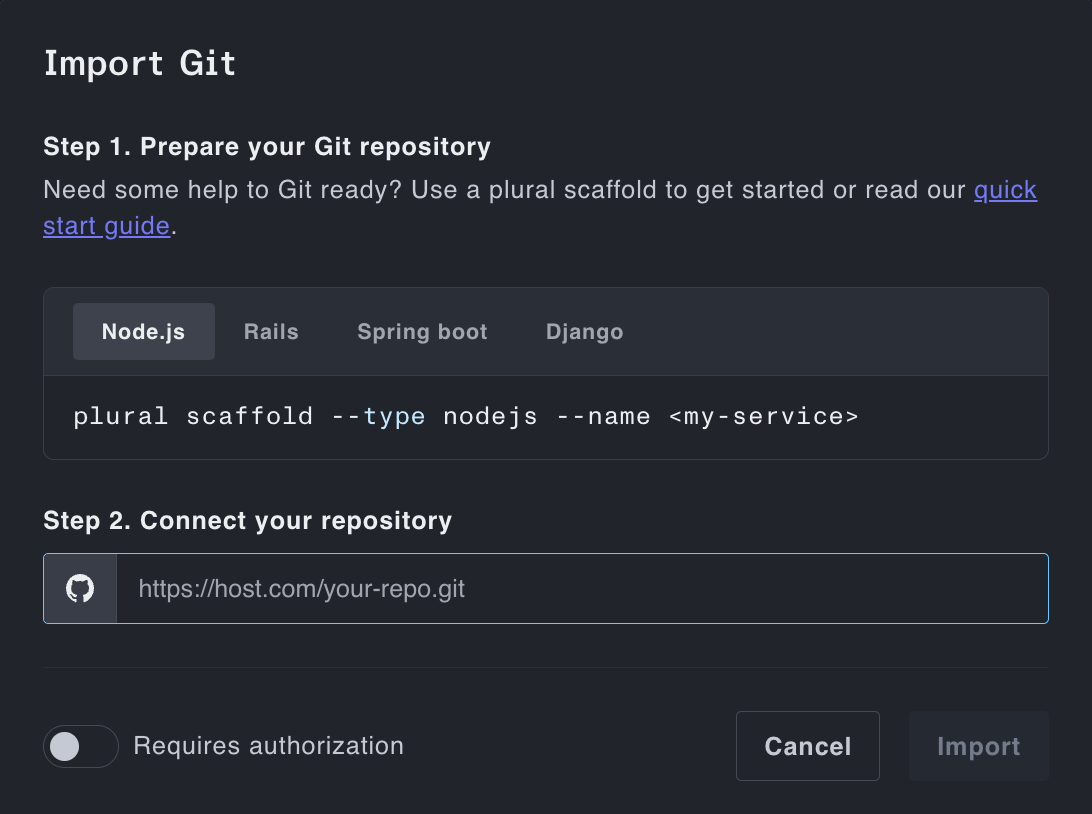 Import Git
Step 1. Prepare your Git repository
Need some help to Git ready? Use a plural scaffold to get started or read our quick
start guide.
Node.js Rails Spring boot Django
plural scaffold --type nodejs --name <my-service>
Step 2. Connect your repository
https://host.com/your-repo.git
Requires authorization Cancel Import